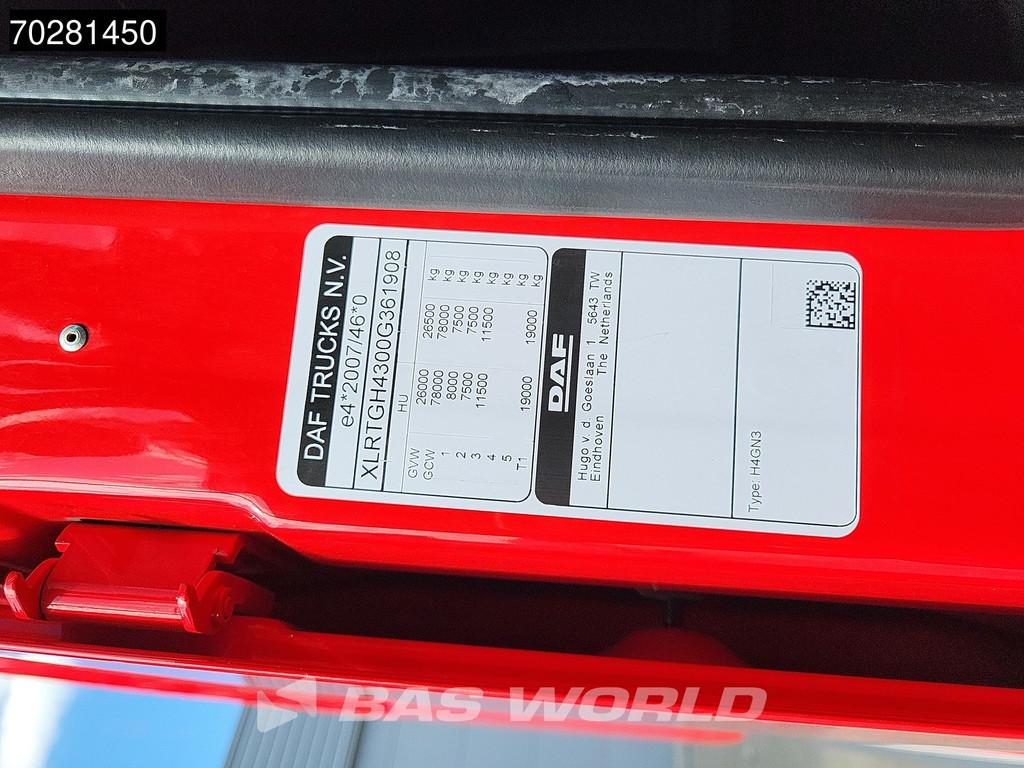 70281450
DAF TRUCKS N.V.
e4*2007/46*0
XLRTGH4300G361908
HU
GVW 26000 26500 kg
GCW 78000 78000 kg
1 8000 7500 kg
2 7500 7500 kg
3 11500 11500 kg
4 kg
5 kg
T1 19000 19000 kg
DAF
Hugo v. d. Goeslaan 1 5643 TW
Eindhoven The Netherlands
Type: H4GN3
BAS WORLD